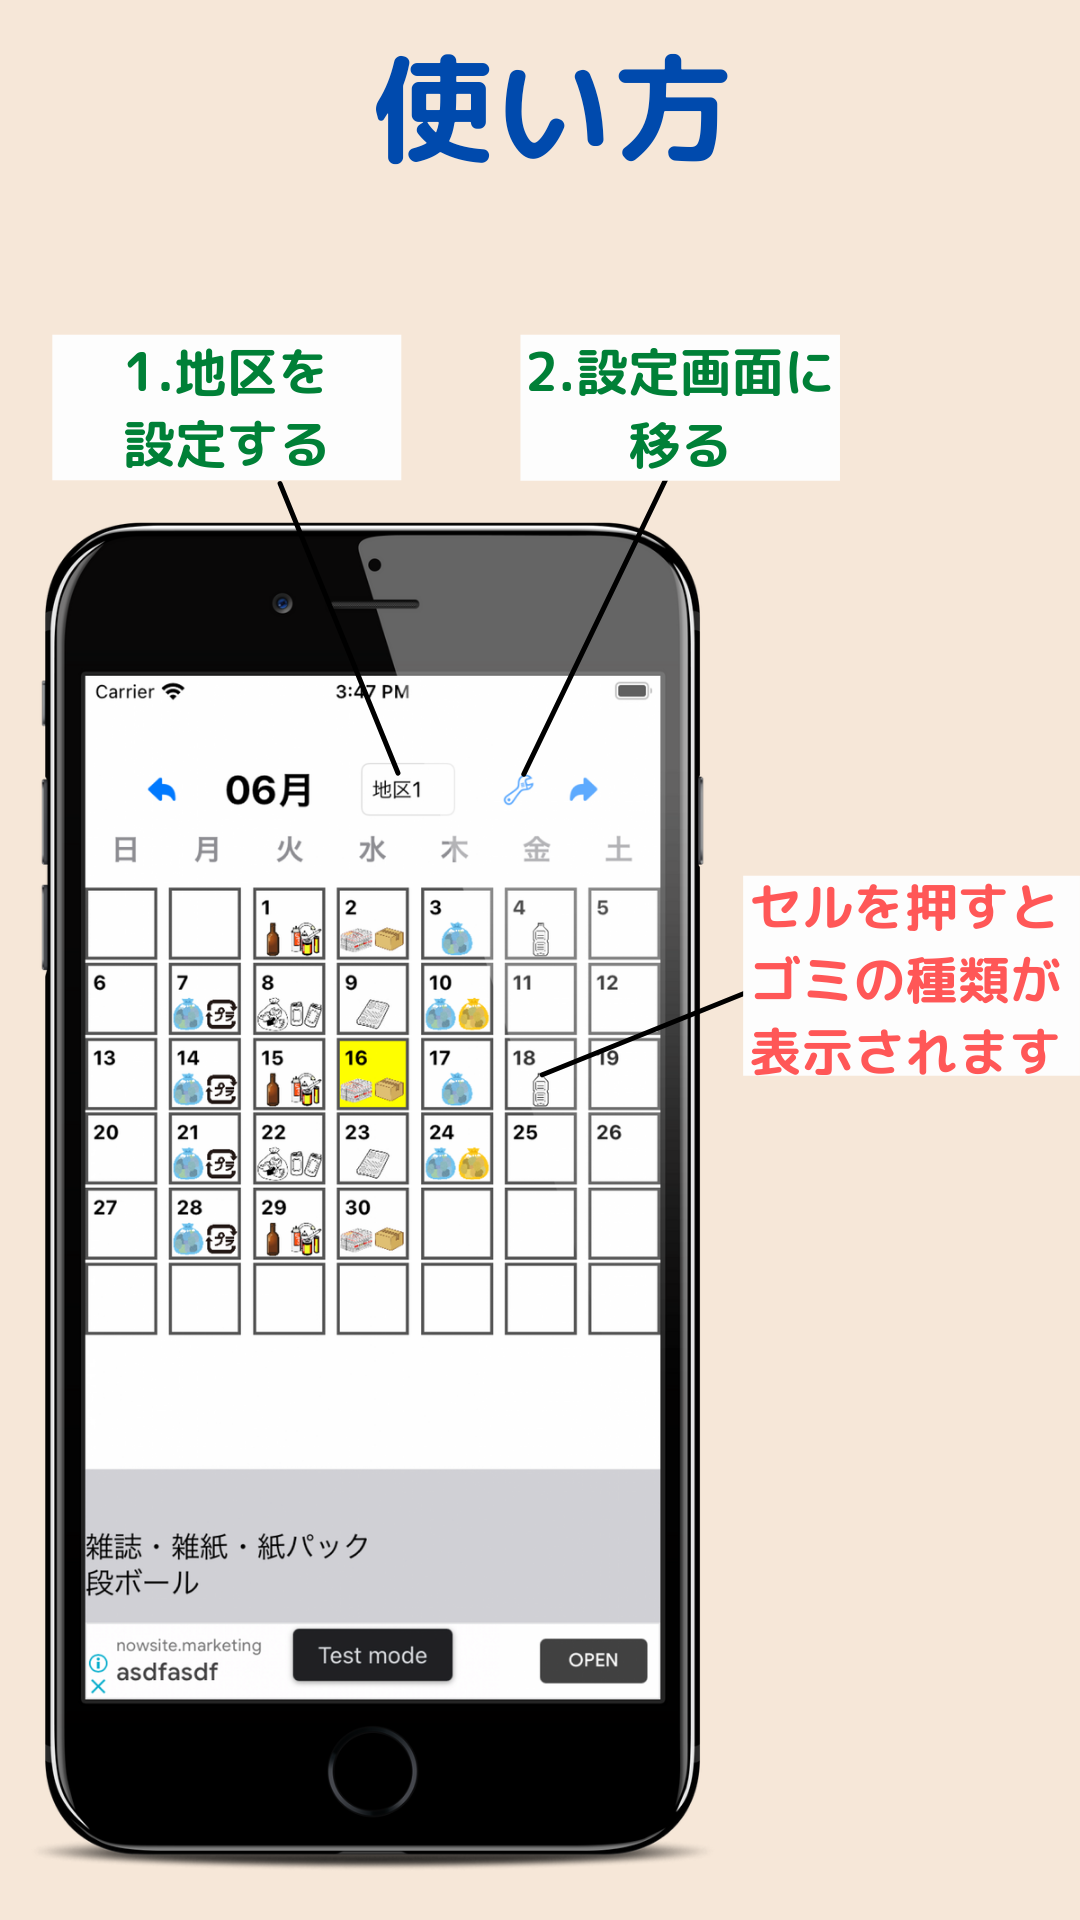 使い方
1.地区を
設定する
2.設定画面に
移る
Carrier 3:47 PM
06月 地区1
日 月 火 水 木 金 土
1 2 3 4 5
6 7 8 9 10 11 12
13 14 15 16 17 18 19
20 21 22 23 24 25 26
27 28 29 30
セルを押すと
ゴミの種類が
表示されます
雑誌・雑紙・紙パック
段ボール
nowsite.marketing
asdfasdf
Test mode
OPEN